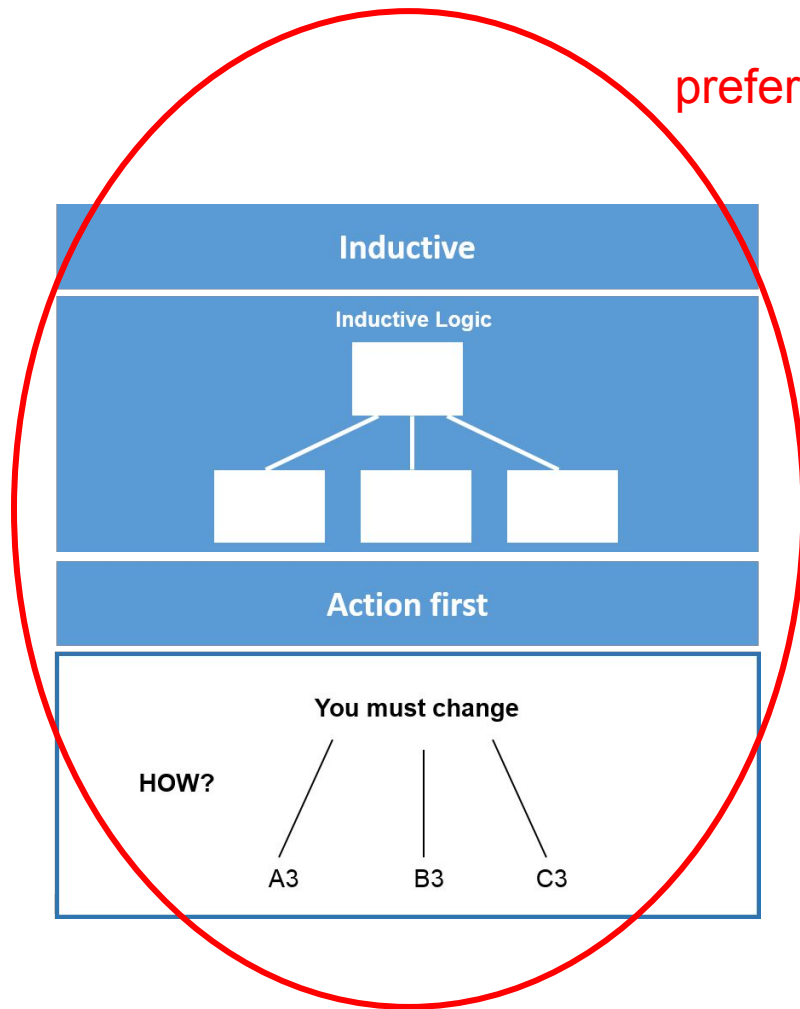 prefer
Inductive
Inductive Logic
Action first
You must change
HOW?
A3 B3 C3